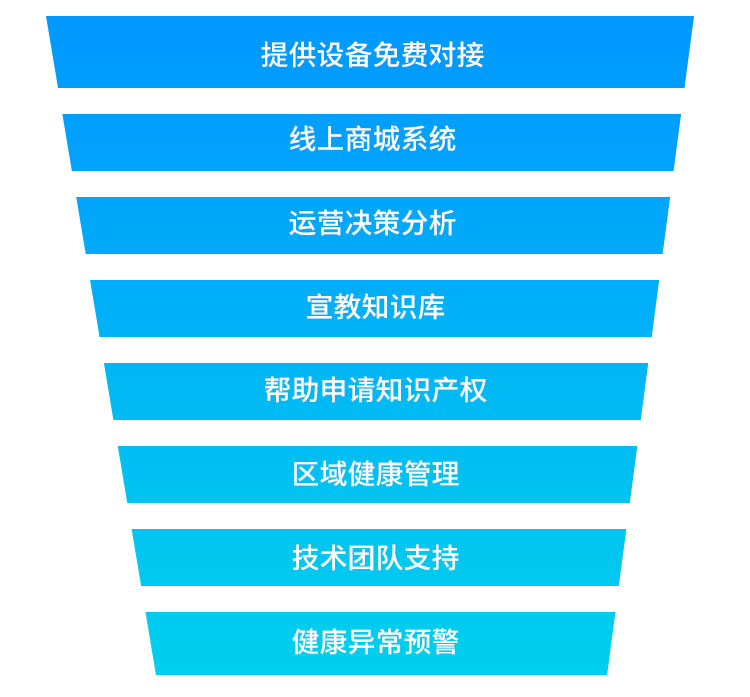 提供设备免费对接
线上商城系统
运营决策分析
宣教知识库
帮助申请知识产权
区域健康管理
技术团队支持
健康异常预警